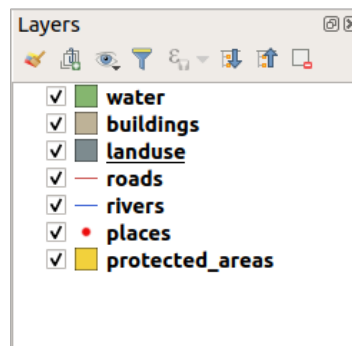 Layers
water
buildings
landuse
roads
rivers
places
protected_areas